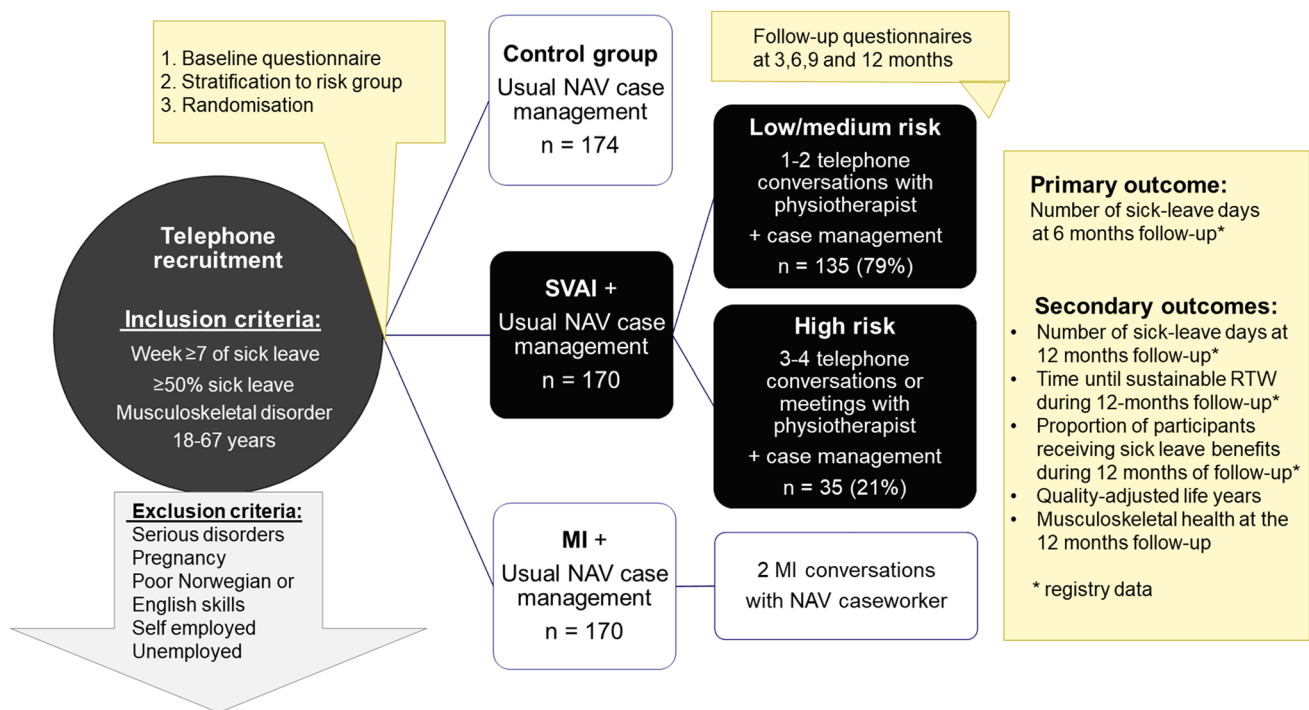 1. Baseline questionnaire
2. Stratification to risk group
3. Randomisation
Telephone
recruitment
Inclusion criteria:
Week ≥7 of sick leave
≥50% sick leave
Musculoskeletal disorder
18-67 years
Exclusion criteria:
Serious disorders
Pregnancy
Poor Norwegian or
English skills
Self employed
Unemployed
Control group
Usual NAV case
management
n = 174
SVAI +
Usual NAV case
management
n = 170
MI +
Usual NAV case
management
n = 170
Follow-up questionnaires
at 3,6,9 and 12 months
Low/medium risk
1-2 telephone
conversations with
physiotherapist
+ case management
n = 135 (79%)
High risk
3-4 telephone
conversations or
meetings with
physiotherapist
+ case management
n = 35 (21%)
2 MI conversations
with NAV caseworker
Primary outcome:
Number of sick-leave days
at 6 months follow-up*
Secondary outcomes:
• Number of sick-leave days at
12 months follow-up*
• Time until sustainable RTW
during 12-months follow-up*
• Proportion of participants
receiving sick leave benefits
during 12 months of follow-up*
• Quality-adjusted life years
• Musculoskeletal health at the
12 months follow-up
* registry data